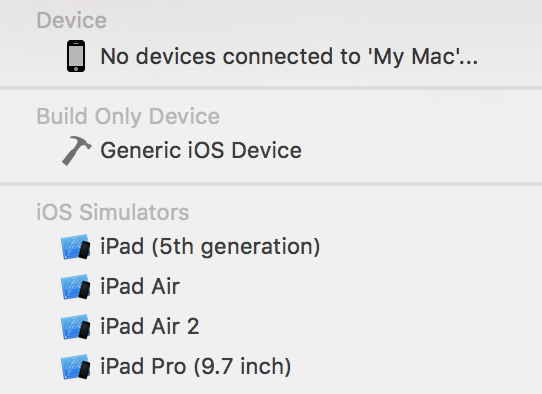 Device
No devices connected to 'My Mac'...
Build Only Device
Generic iOS Device
iOS Simulators
iPad (5th generation)
iPad Air
iPad Air 2
iPad Pro (9.7 inch)